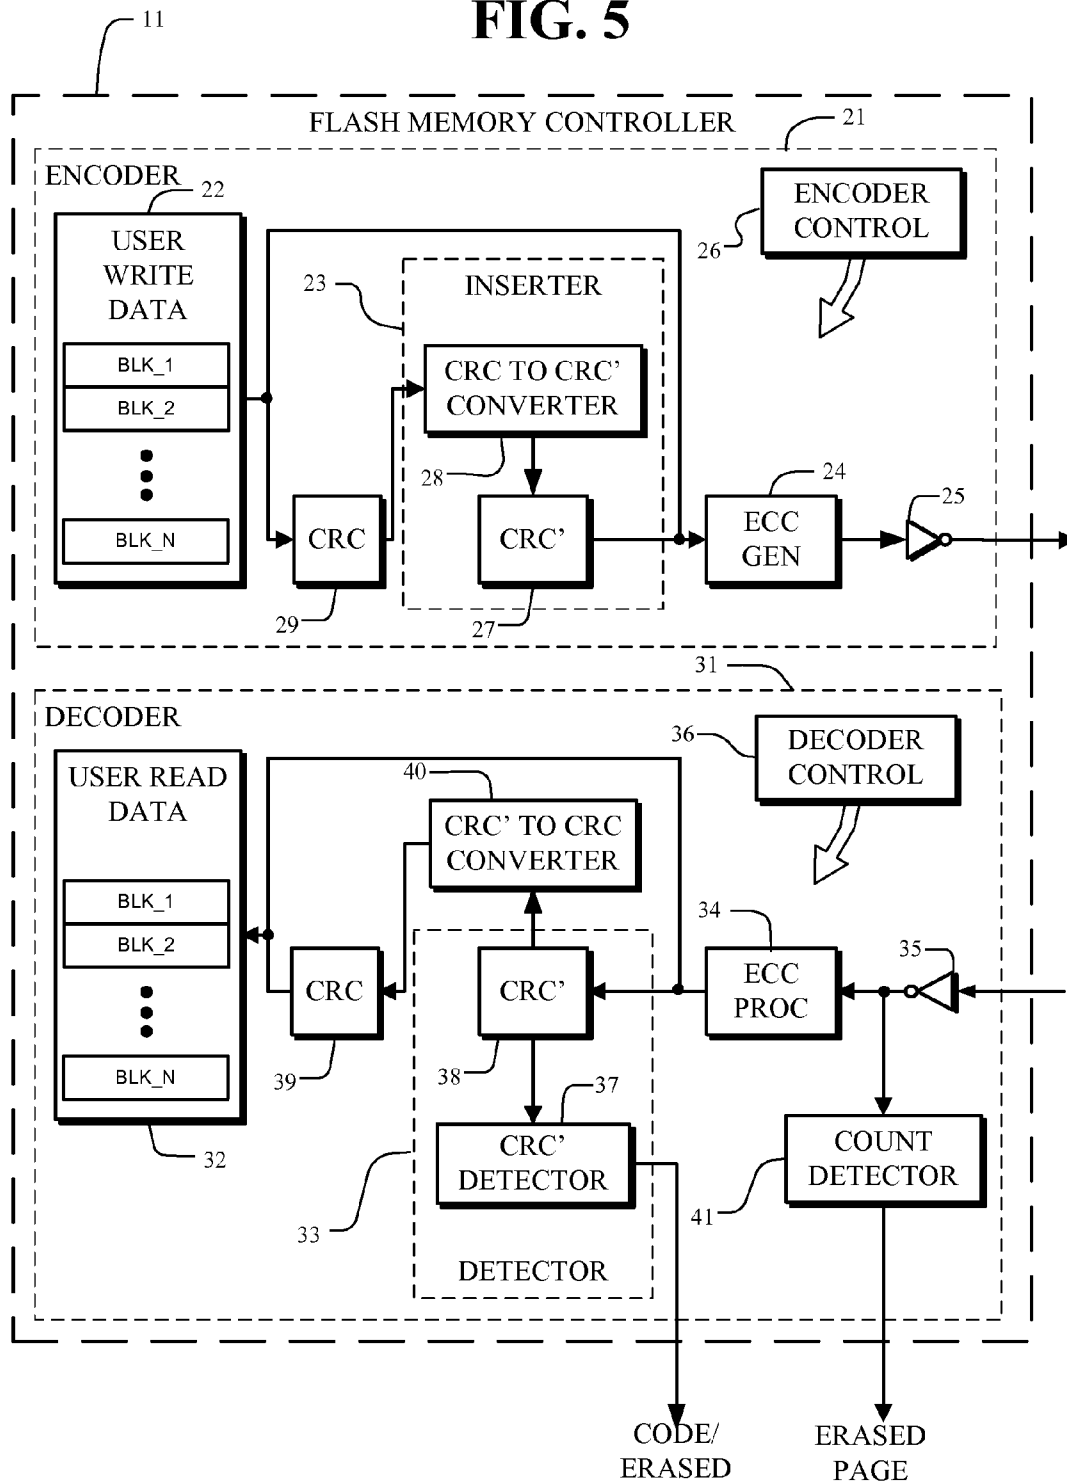 FIG. 5
11
FLASH MEMORY CONTROLLER
21
ENCODER
22
USER
WRITE
DATA
BLK_1
BLK_2
BLK_N
23
INSERTER
CRC TO CRC'
CONVERTER
28
CRC
29
CRC'
27
26
ENCODER
CONTROL
24
ECC
GEN
25
31
DECODER
USER READ
DATA
BLK_1
BLK_2
BLK_N
32
40
CRC' TO CRC
CONVERTER
36
DECODER
CONTROL
34
ECC
PROC
35
CRC
39
CRC'
38
37
CRC'
DETECTOR
33
DETECTOR
COUNT
DETECTOR
41
CODE/
ERASED
ERASED
PAGE